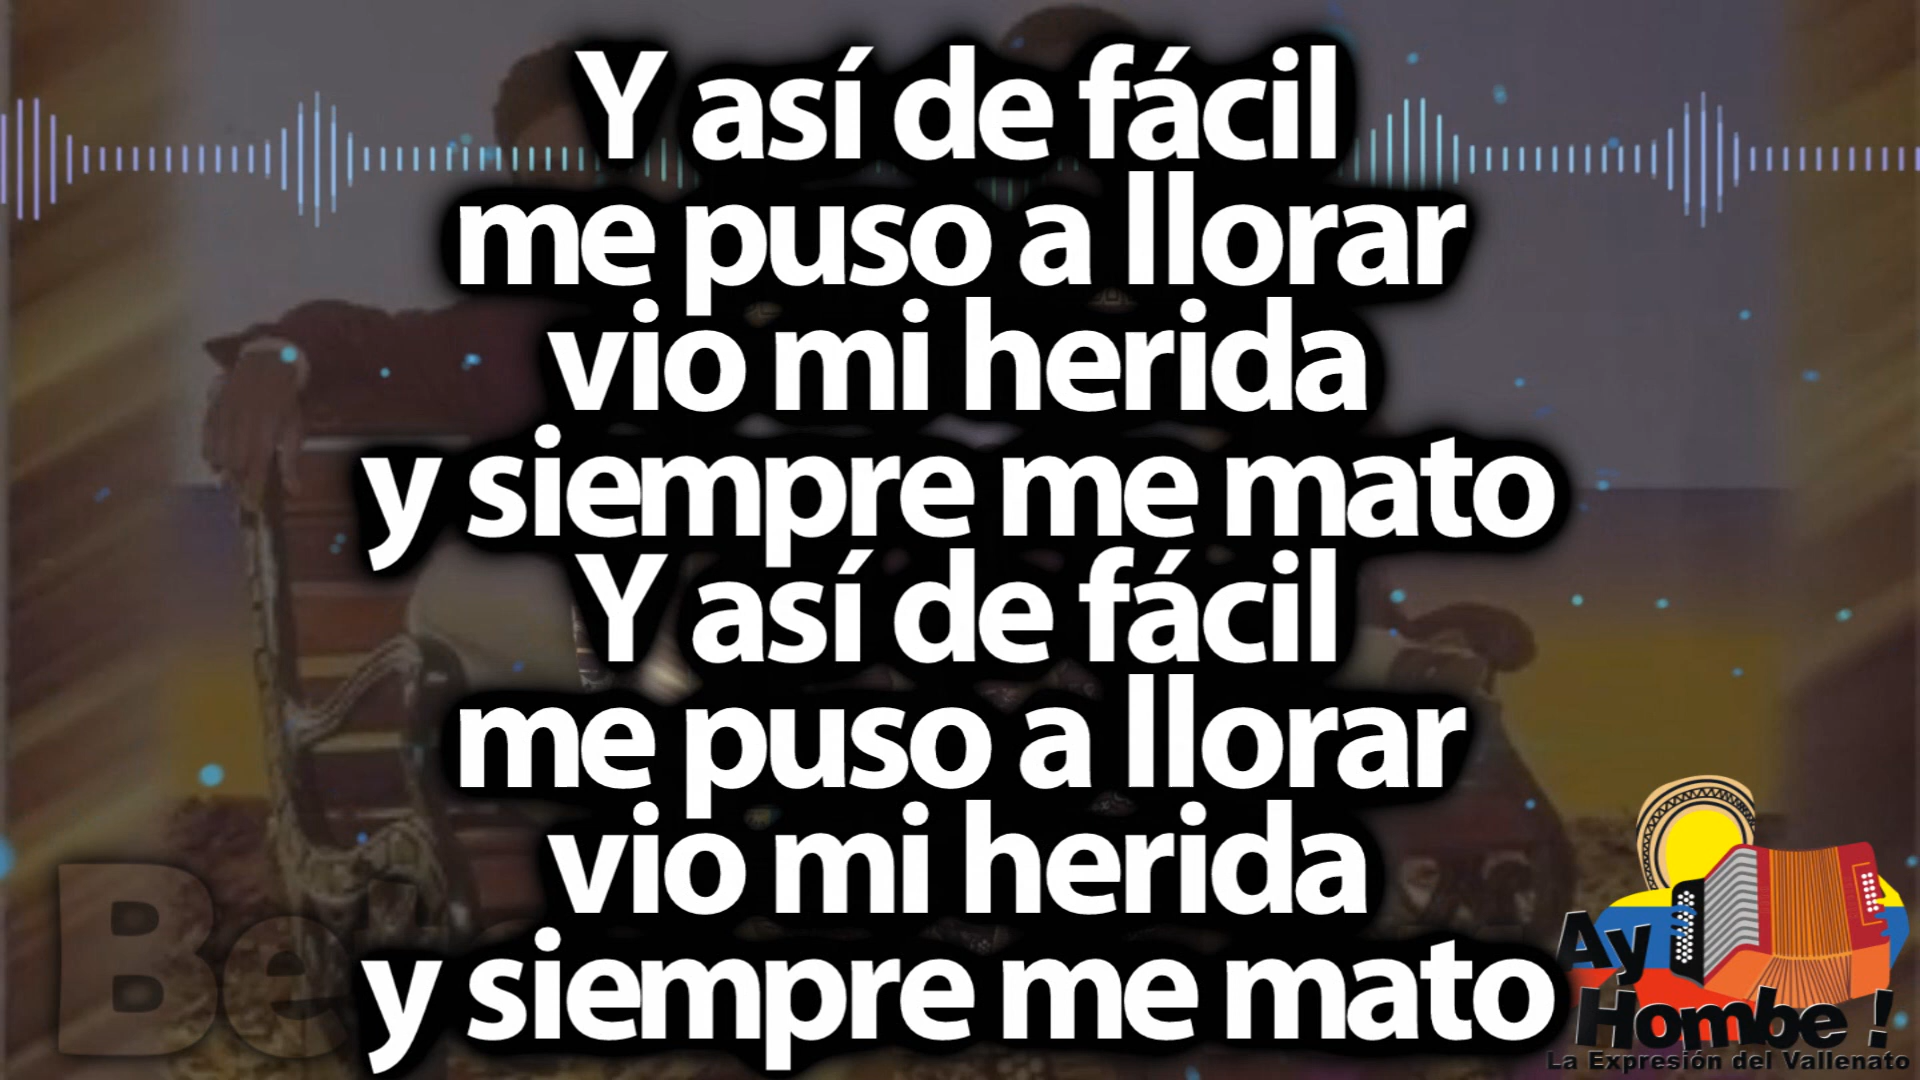 Y así de fácil
me puso a llorar
vio mi herida
y siempre me mato
Y así de fácil
me puso a llorar
vio mi herida
y siempre me mato
Ay
Hombe !
La Expresión del Vallenato